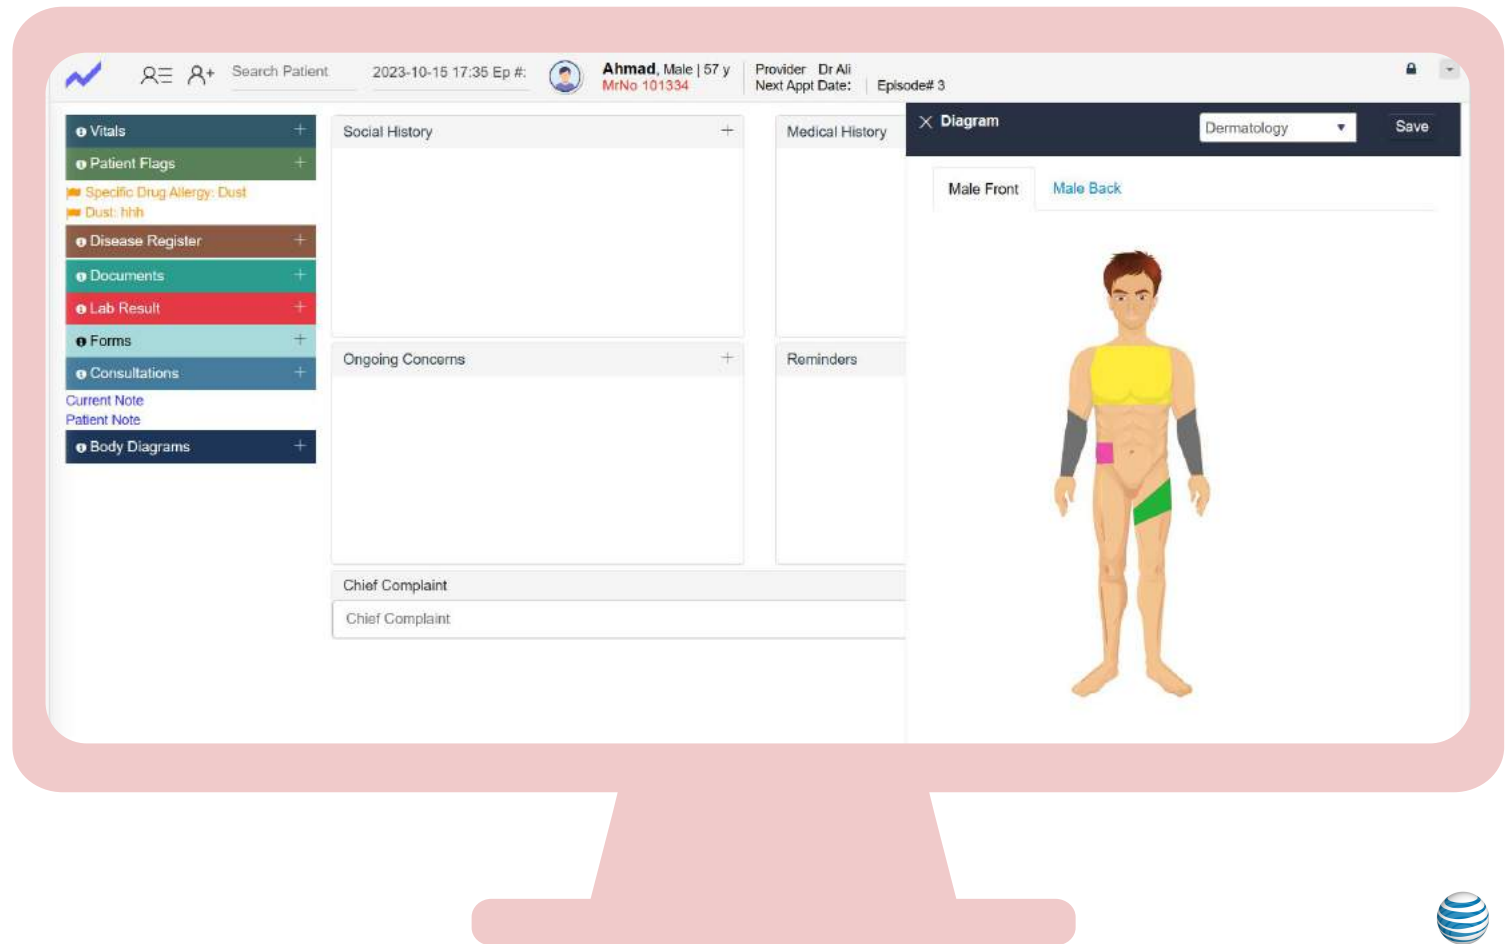 Search Patient
2023-10-15 17:35 Ep #:
Ahmad, Male | 57 y
MrNo 101334
Provider Dr Ali
Next Appt Date:
Episode# 3
Vitals
Patient Flags
Specific Drug Allergy: Dust
Dust: hhh
Disease Register
Documents
Lab Result
Forms
Consultations
Current Note
Patient Note
Body Diagrams
Social History
Medical History
Ongoing Concerns
Reminders
Chief Complaint
Chief Complaint
Diagram
Dermatology
Save
Male Front
Male Back